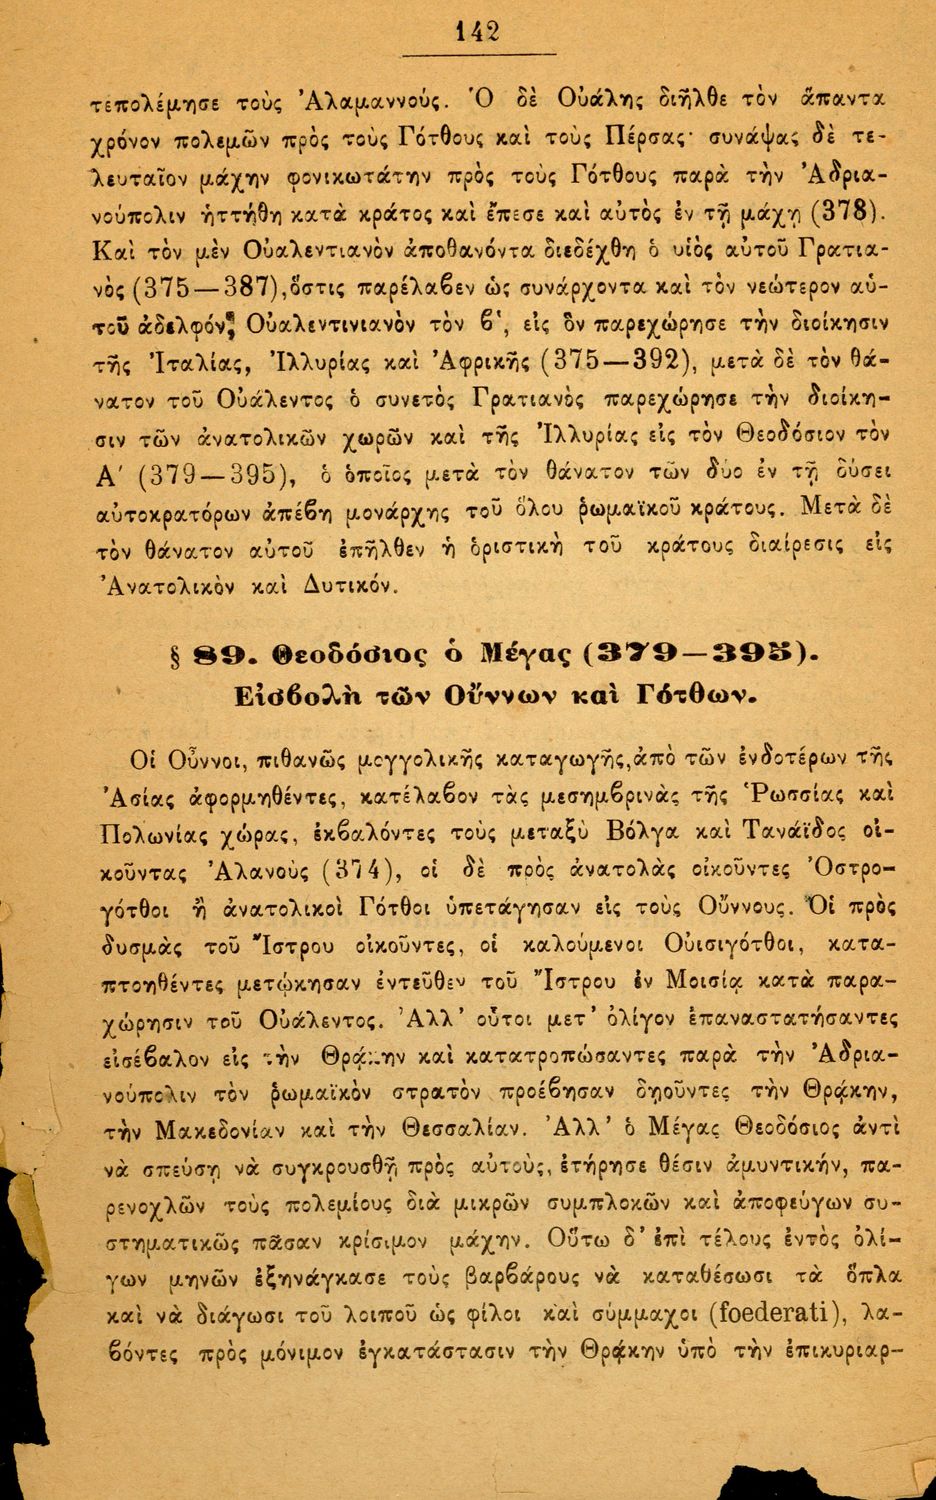 142
τεπολέμησε τοὺς Ἀλαμαννούς. Ὁ δὲ Οὐάλης διῆλθε τὸν ἅπαντα
χρόνον πολεμῶν πρὸς τοὺς Γότθους καὶ τοὺς Πέρσας· συνάψας δὲ τε-
λευταῖον μάχην φονικωτάτην πρὸς τοὺς Γότθους παρὰ τὴν Ἀδρια-
νούπολιν ἡττήθη κατὰ κράτος καὶ ἔπεσε καὶ αὐτὸς ἐν τῇ μάχῃ (378).
Καὶ τὸν μὲν Οὐαλεντιανὸν ἀποθανόντα διεδέχθη ὁ υἱὸς αὐτοῦ Γρατια-
νὸς (375—387), ὅστις παρέλαβεν ὡς συνάρχοντα καὶ τὸν νεώτερον αὑ-
τοῦ ἀδελφόν, Οὐαλεντινιανὸν τὸν β', εἰς ὃν παρεχώρησε τὴν διοίκησιν
τῆς Ἰταλίας, Ἰλλυρίας καὶ Ἀφρικῆς (375—392), μετὰ δὲ τὸν θά-
νατον τοῦ Οὐάλεντος ὁ συνετὸς Γρατιανὸς παρεχώρησε τὴν διοίκη-
σιν τῶν ἀνατολικῶν χωρῶν καὶ τῆς Ἰλλυρίας εἰς τὸν Θεοδόσιον τὸν
Α' (379—395), ὁ ὁποῖος μετὰ τὸν θάνατον τῶν δύο ἐν τῇ δύσει
αὐτοκρατόρων ἀπέβη μονάρχης τοῦ ὅλου ῥωμαϊκοῦ κράτους. Μετὰ δὲ
τὸν θάνατον αὐτοῦ ἐπῆλθεν ἡ ὁριστικὴ τοῦ κράτους διαίρεσις εἰς
Ἀνατολικὸν καὶ Δυτικόν.
§ 89. Θεοδόσιος ὁ Μέγας (379—395).
Εἰσβολὴ τῶν Οὕννων καὶ Γότθων.
Οἱ Οὗννοι, πιθανῶς μογγολικῆς καταγωγῆς, ἀπὸ τῶν ἐνδοτέρων τῆς
Ἀσίας ἀφορμηθέντες, κατέλαβον τὰς μεσημβρινὰς τῆς Ῥωσσίας καὶ
Πολωνίας χώρας, ἐκβαλόντες τοὺς μεταξὺ Βόλγα καὶ Τανάϊδος οἰ-
κοῦντας Ἀλανοὺς (374), οἱ δὲ πρὸς ἀνατολὰς οἰκοῦντες Ὀστρο-
γότθοι ἢ ἀνατολικοὶ Γότθοι ὑπετάγησαν εἰς τοὺς Οὕννους. Οἱ πρὸς
δυσμὰς τοῦ Ἴστρου οἰκοῦντες, οἱ καλούμενοι Οὐισιγότθοι, κατα-
πτοηθέντες μετῴκησαν ἐντεῦθεν τοῦ Ἴστρου ἐν Μοισίᾳ κατὰ παρα-
χώρησιν τοῦ Οὐάλεντος. Ἀλλ' οὗτοι μετ' ὀλίγον ἐπαναστατήσαντες
εἰσέβαλον εἰς τὴν Θρᾴκην καὶ κατατροπώσαντες παρὰ τὴν Ἀδρια-
νούπολιν τὸν ῥωμαϊκὸν στρατὸν προέβησαν δῃοῦντες τὴν Θρᾴκην,
τὴν Μακεδονίαν καὶ τὴν Θεσσαλίαν. Ἀλλ' ὁ Μέγας Θεοδόσιος ἀντὶ
νὰ σπεύσῃ νὰ συγκρουσθῇ πρὸς αὐτούς, ἐτήρησε θέσιν ἀμυντικήν, πα-
ρενοχλῶν τοὺς πολεμίους διὰ μικρῶν συμπλοκῶν καὶ ἀποφεύγων συ-
στηματικῶς πᾶσαν κρίσιμον μάχην. Οὕτω δ' ἐπὶ τέλους ἐντὸς ὀλί-
γων μηνῶν ἐξηνάγκασε τοὺς βαρβάρους νὰ καταθέσωσι τὰ ὅπλα
καὶ νὰ διάγωσι τοῦ λοιποῦ ὡς φίλοι καὶ σύμμαχοι (foederati), λα-
βόντες πρὸς μόνιμον ἐγκατάστασιν τὴν Θρᾴκην ὑπὸ τὴν ἐπικυριαρ-